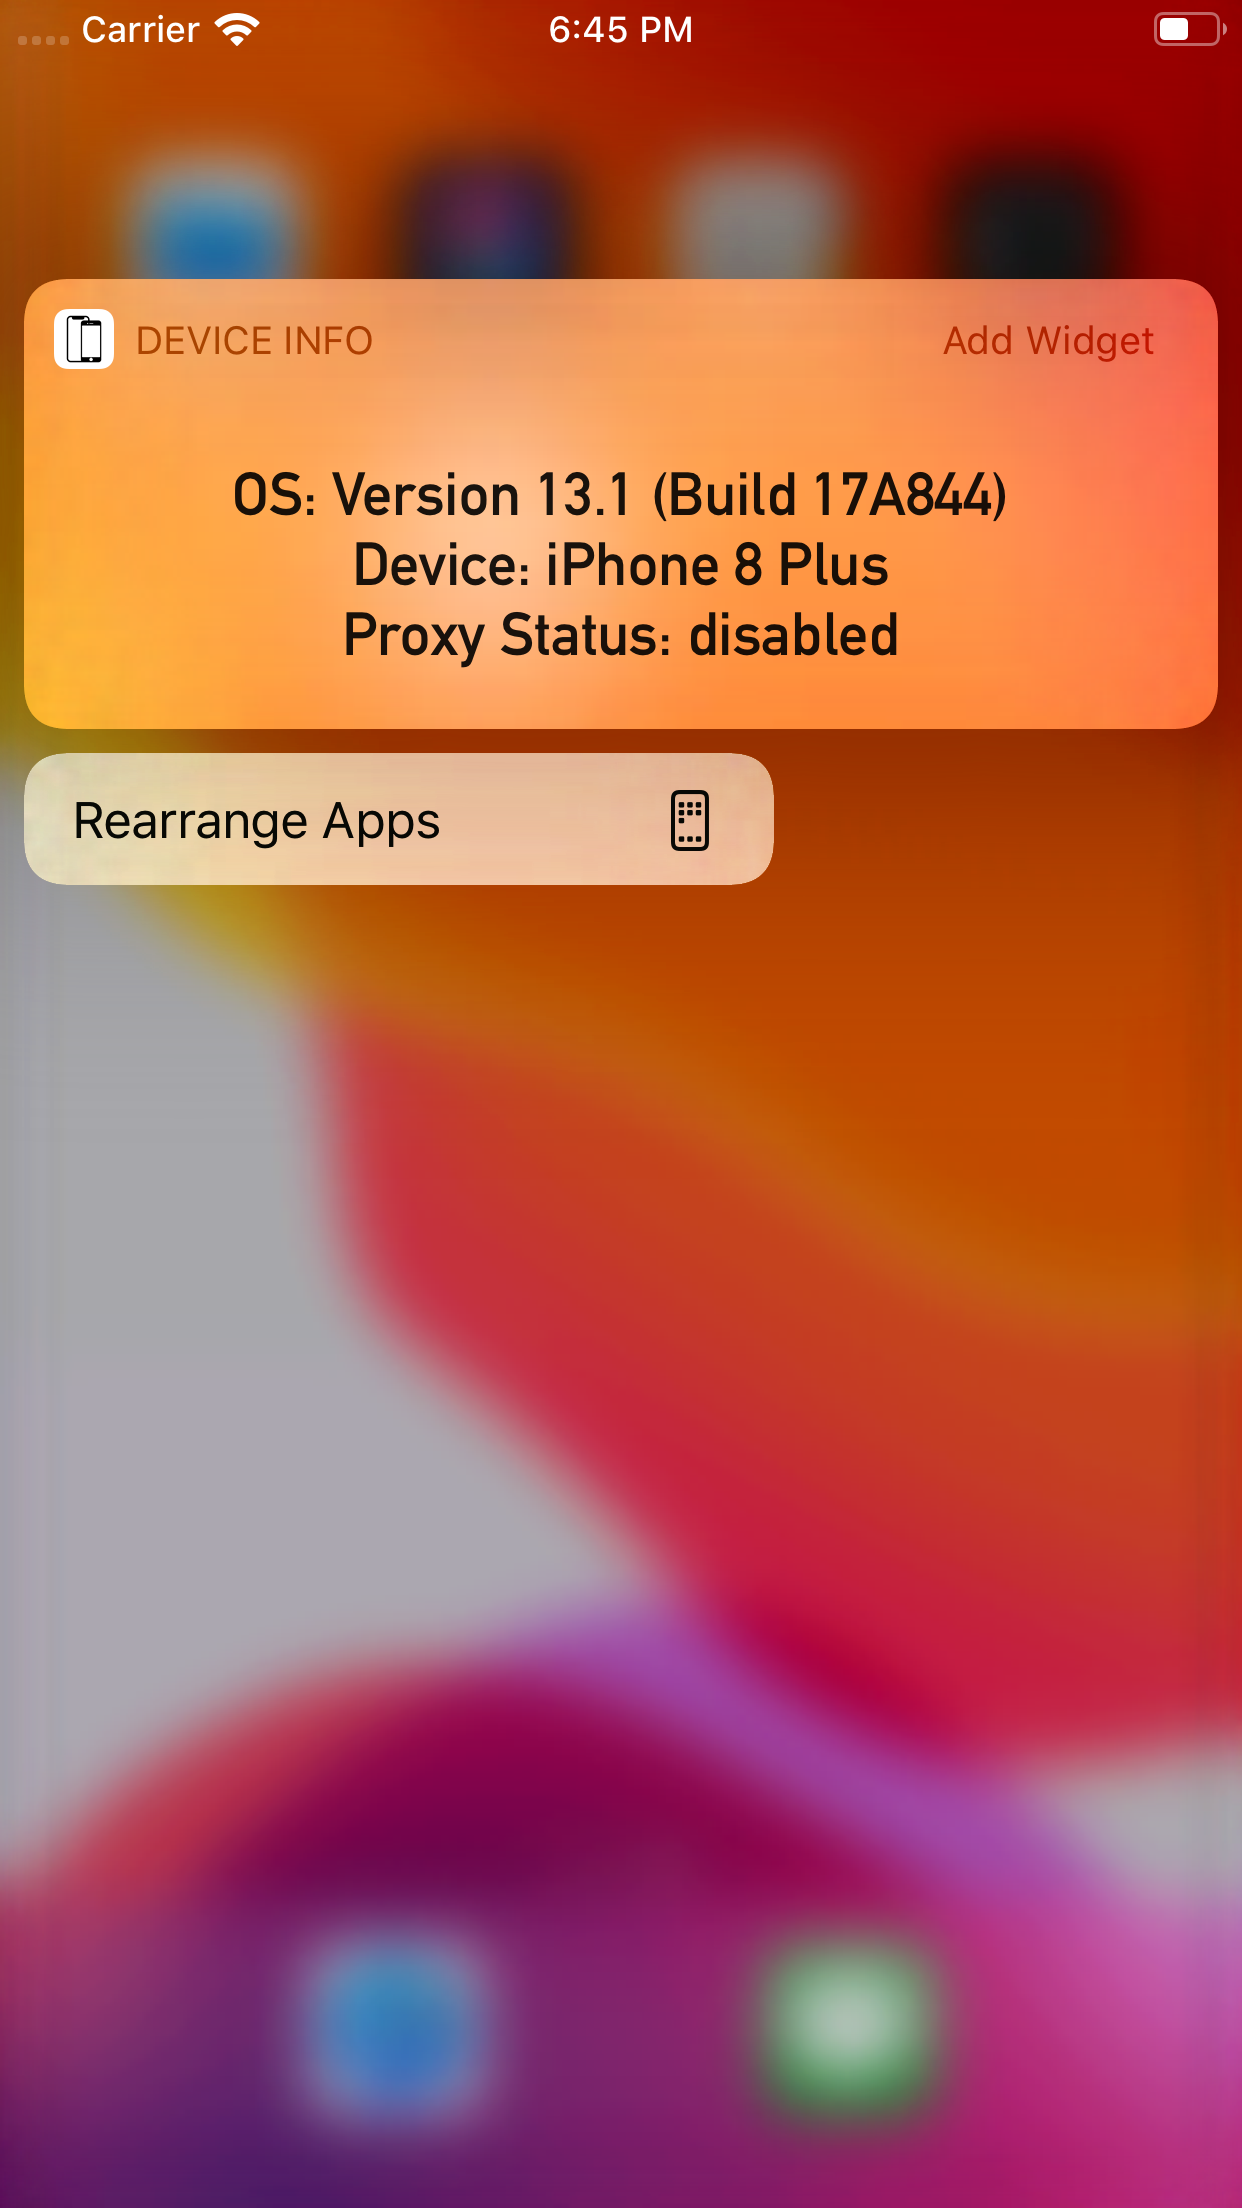 Carrier 6:45 PM
DEVICE INFO Add Widget
OS: Version 13.1 (Build 17A844)
Device: iPhone 8 Plus
Proxy Status: disabled
Rearrange Apps